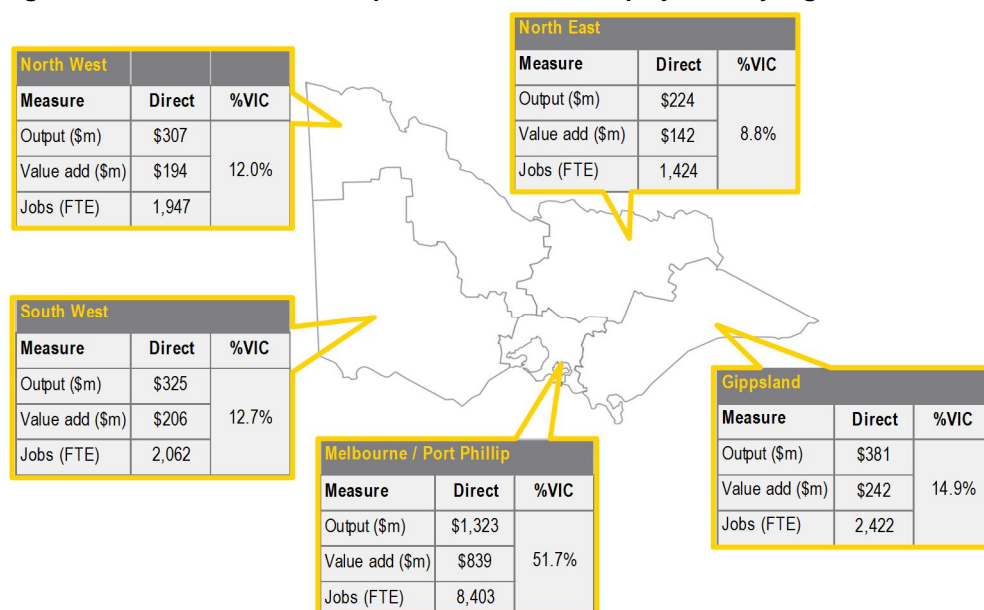 North East
Measure Direct %VIC
Output ($m) $224
Value add ($m) $142 8.8%
Jobs (FTE) 1,424
North West
Measure Direct %VIC
Output ($m) $307
Value add ($m) $194 12.0%
Jobs (FTE) 1,947
South West
Measure Direct %VIC
Output ($m) $325
Value add ($m) $206 12.7%
Jobs (FTE) 2,062
Gippsland
Measure Direct %VIC
Output ($m) $381
Value add ($m) $242 14.9%
Jobs (FTE) 2,422
Melbourne / Port Phillip
Measure Direct %VIC
Output ($m) $1,323
Value add ($m) $839 51.7%
Jobs (FTE) 8,403